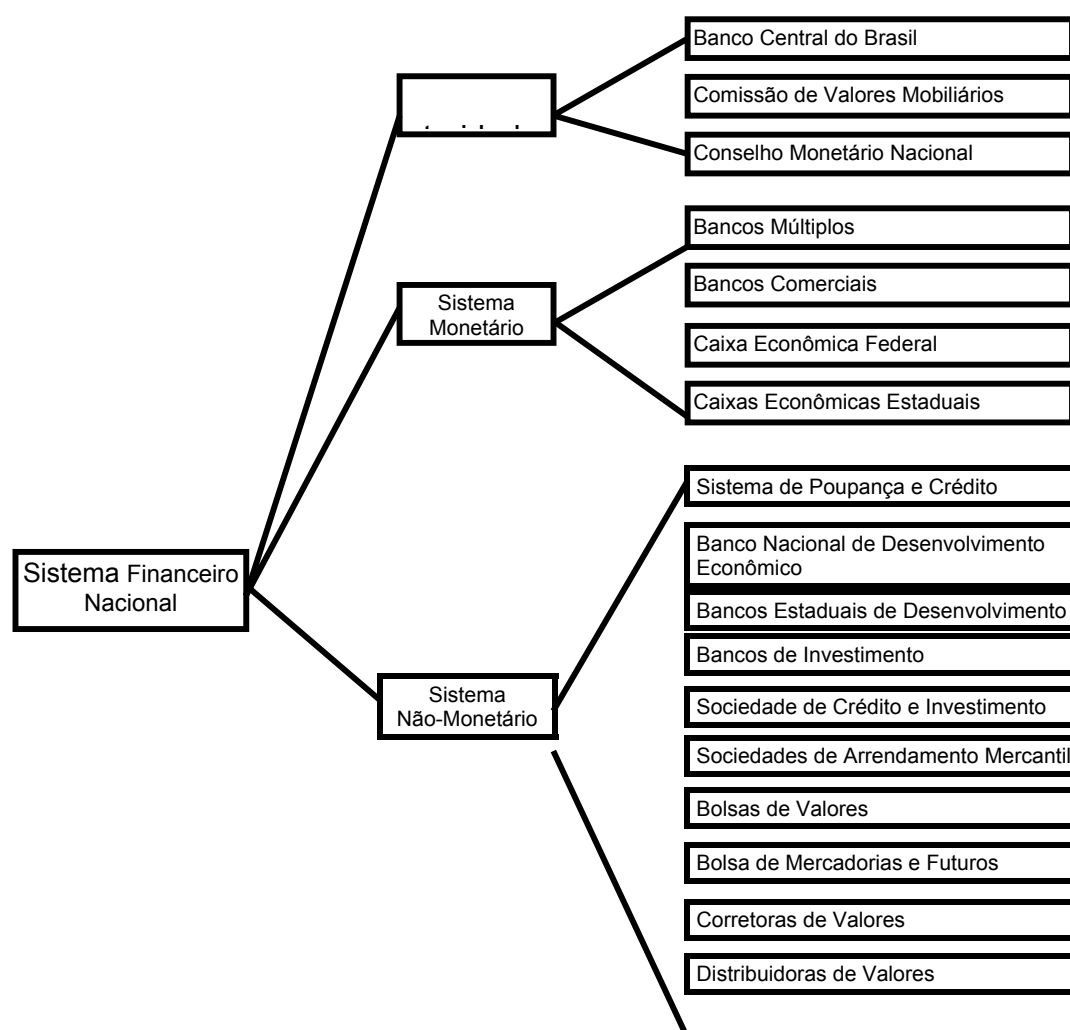 Banco Central do Brasil
Comissão de Valores Mobiliários
Conselho Monetário Nacional
Bancos Múltiplos
Bancos Comerciais
Sistema
Monetário
Caixa Econômica Federal
Caixas Econômicas Estaduais
Sistema de Poupança e Crédito
Banco Nacional de Desenvolvimento
Econômico
Sistema Financeiro
Nacional
Bancos Estaduais de Desenvolvimento
Bancos de Investimento
Sistema
Não-Monetário
Sociedade de Crédito e Investimento
Sociedades de Arrendamento Mercantil
Bolsas de Valores
Bolsa de Mercadorias e Futuros
Corretoras de Valores
Distribuidoras de Valores